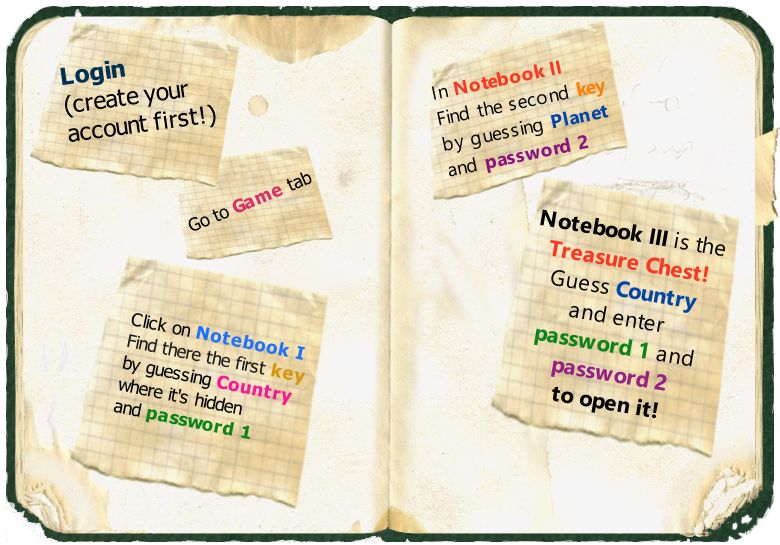 Login
(create your
account first!)
Go to Game tab
Click on Notebook I
Find there the first key
by guessing Country
where it's hidden
and password 1
In Notebook II
Find the second key
by guessing Planet
and password 2
Notebook III is the
Treasure Chest!
Guess Country
and enter
password 1 and
password 2
to open it!